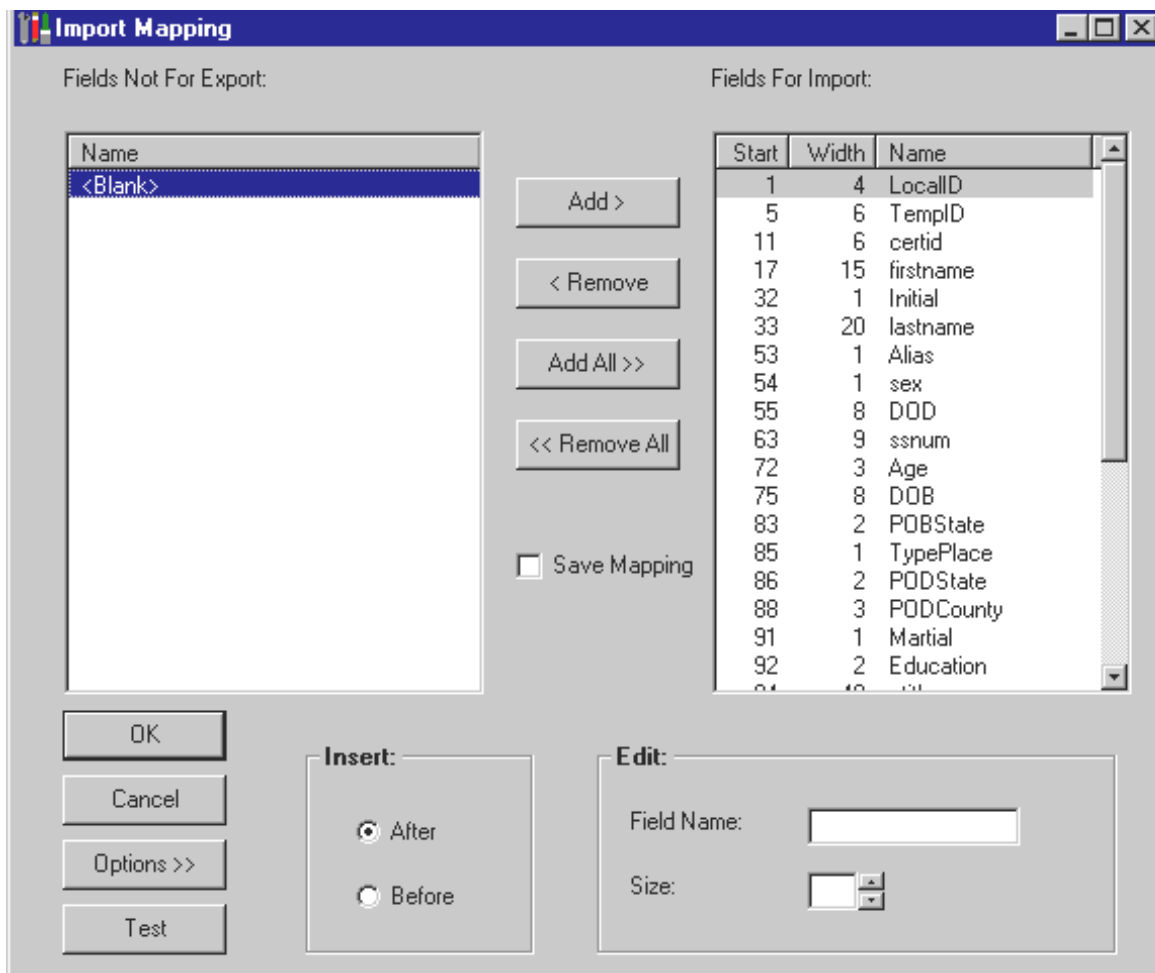 Import Mapping
Fields Not For Export:
Fields For Import:
Name
<Blank>
Add >
< Remove
Add All >>
<< Remove All
Save Mapping
Start Width Name
1 4 LocalID
5 6 TempID
11 6 certid
17 15 firstname
32 1 Initial
33 20 lastname
53 1 Alias
54 1 sex
55 8 DOD
63 9 ssnum
72 3 Age
75 8 DOB
83 2 POBState
85 1 TypePlace
86 2 PODState
88 3 PODCounty
91 1 Martial
92 2 Education
OK
Cancel
Options >>
Test
Insert:
After
Before
Edit:
Field Name:
Size: